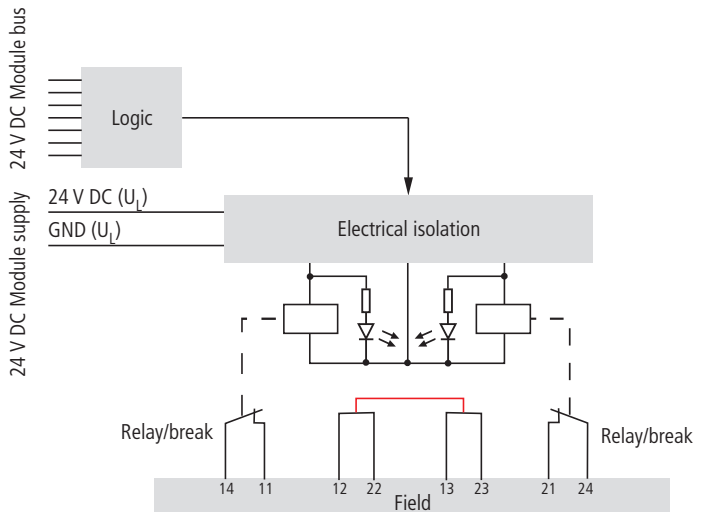 24 V DC Module bus
Logic
24 V DC Module supply
24 V DC (UL)
GND (UL)
Electrical isolation
Relay/break
Relay/break
14 11 12 22 13 23 21 24
Field